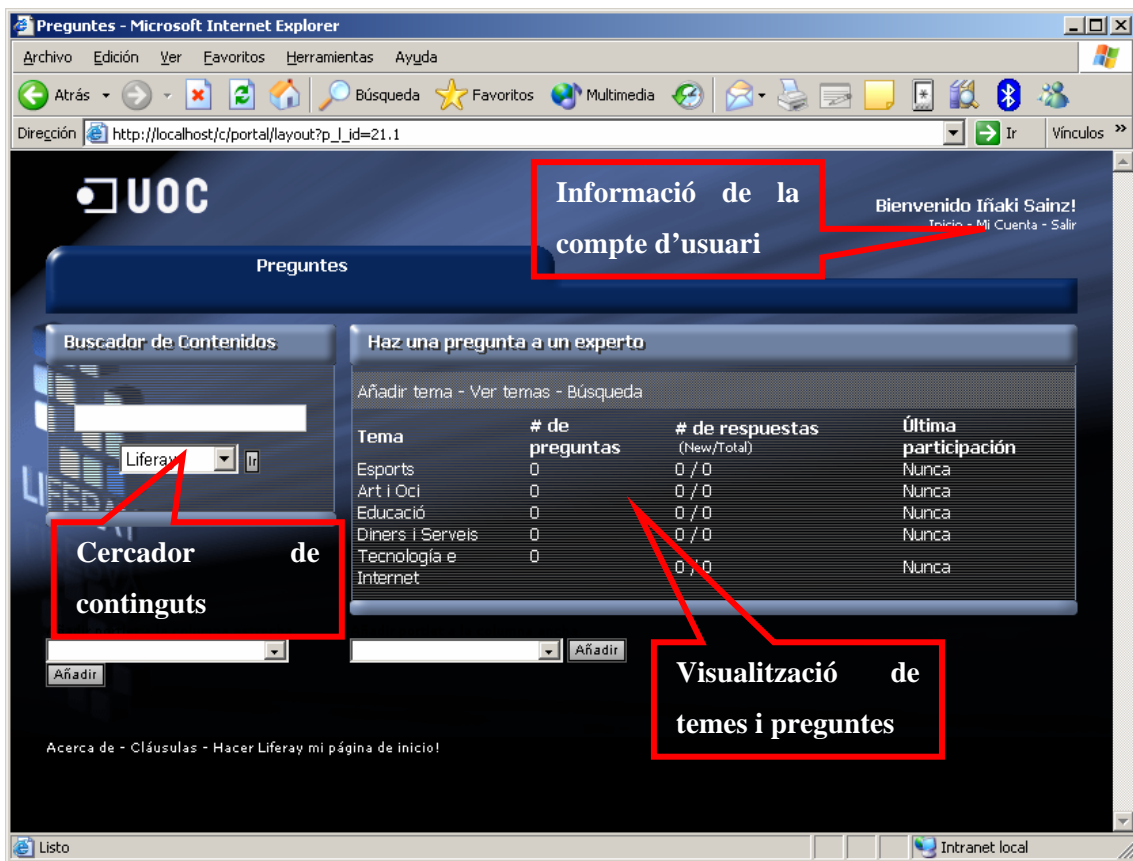 Preguntes - Microsoft Internet Explorer
Archivo Edición Ver Favoritos Herramientas Ayuda
Atrás Búsqueda Favoritos Multimedia
Dirección http://localhost/c/portal/layout?p_l_id=21.1 Ir Vínculos
UOC
Informació de la
compte d'usuari
Bienvenido Iñaki Sainz!
Inicio - Mi Cuenta - Salir
Preguntes
Buscador de Contenidos
Liferay Ir
Cercador de
continguts
Añadir
Haz una pregunta a un experto
Añadir tema - Ver temas - Búsqueda
Tema # de preguntas # de respuestas (New/Total) Última participación
Esports 0 0 / 0 Nunca
Art i Oci 0 0 / 0 Nunca
Educació 0 0 / 0 Nunca
Diners i Serveis 0 0 / 0 Nunca
Tecnología e Internet 0 0 / 0 Nunca
Añadir
Visualització de
temes i preguntes
LIFERAY
Acerca de - Cláusulas - Hacer Liferay mi página de inicio!
Listo Intranet local